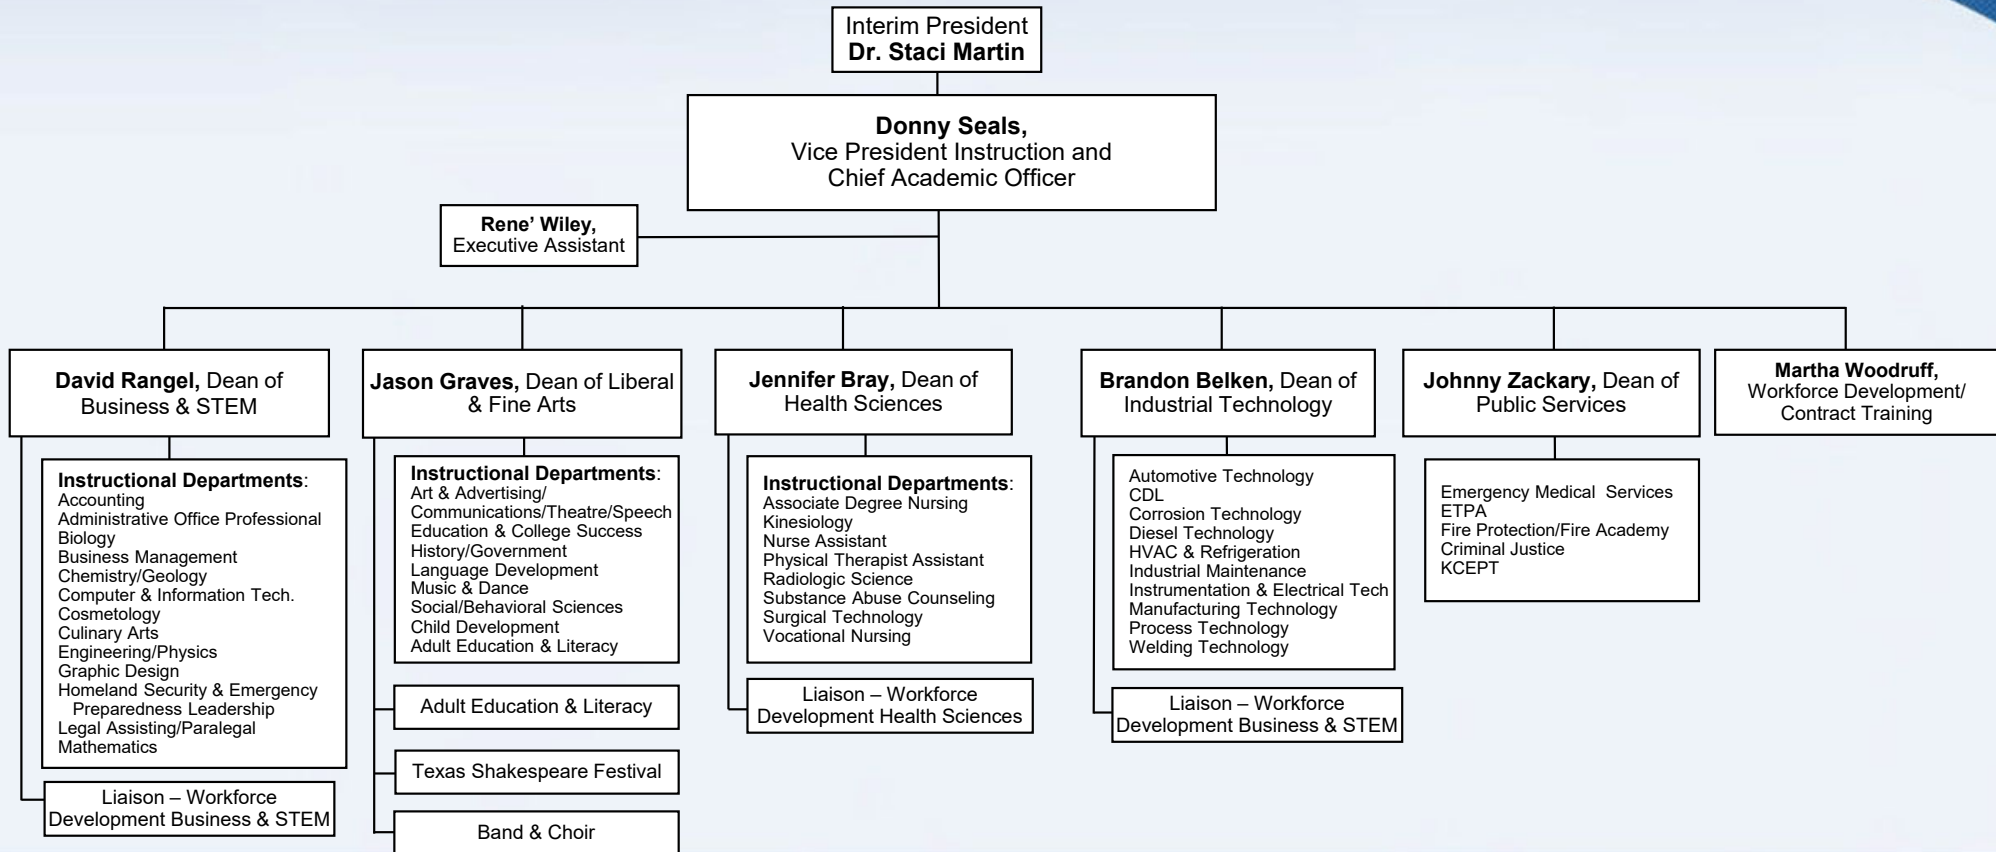 Interim President
Dr. Staci Martin
Donny Seals,
Vice President Instruction and
Chief Academic Officer
Rene’ Wiley,
Executive Assistant
David Rangel, Dean of
Business & STEM
Instructional Departments:
Accounting
Administrative Office Professional
Biology
Business Management
Chemistry/Geology
Computer & Information Tech.
Cosmetology
Culinary Arts
Engineering/Physics
Graphic Design
Homeland Security & Emergency
Preparedness Leadership
Legal Assisting/Paralegal
Mathematics
Liaison – Workforce
Development Business & STEM
Jason Graves, Dean of Liberal
& Fine Arts
Instructional Departments:
Art & Advertising/
Communications/Theatre/Speech
Education & College Success
History/Government
Language Development
Music & Dance
Social/Behavioral Sciences
Child Development
Adult Education & Literacy
Adult Education & Literacy
Texas Shakespeare Festival
Band & Choir
Jennifer Bray, Dean of
Health Sciences
Instructional Departments:
Associate Degree Nursing
Kinesiology
Nurse Assistant
Physical Therapist Assistant
Radiologic Science
Substance Abuse Counseling
Surgical Technology
Vocational Nursing
Liaison – Workforce
Development Health Sciences
Brandon Belken, Dean of
Industrial Technology
Automotive Technology
CDL
Corrosion Technology
Diesel Technology
HVAC & Refrigeration
Industrial Maintenance
Instrumentation & Electrical Tech
Manufacturing Technology
Process Technology
Welding Technology
Liaison – Workforce
Development Business & STEM
Johnny Zackary, Dean of
Public Services
Emergency Medical  Services
ETPA
Fire Protection/Fire Academy
Criminal Justice
KCEPT
Martha Woodruff,
Workforce Development/
Contract Training